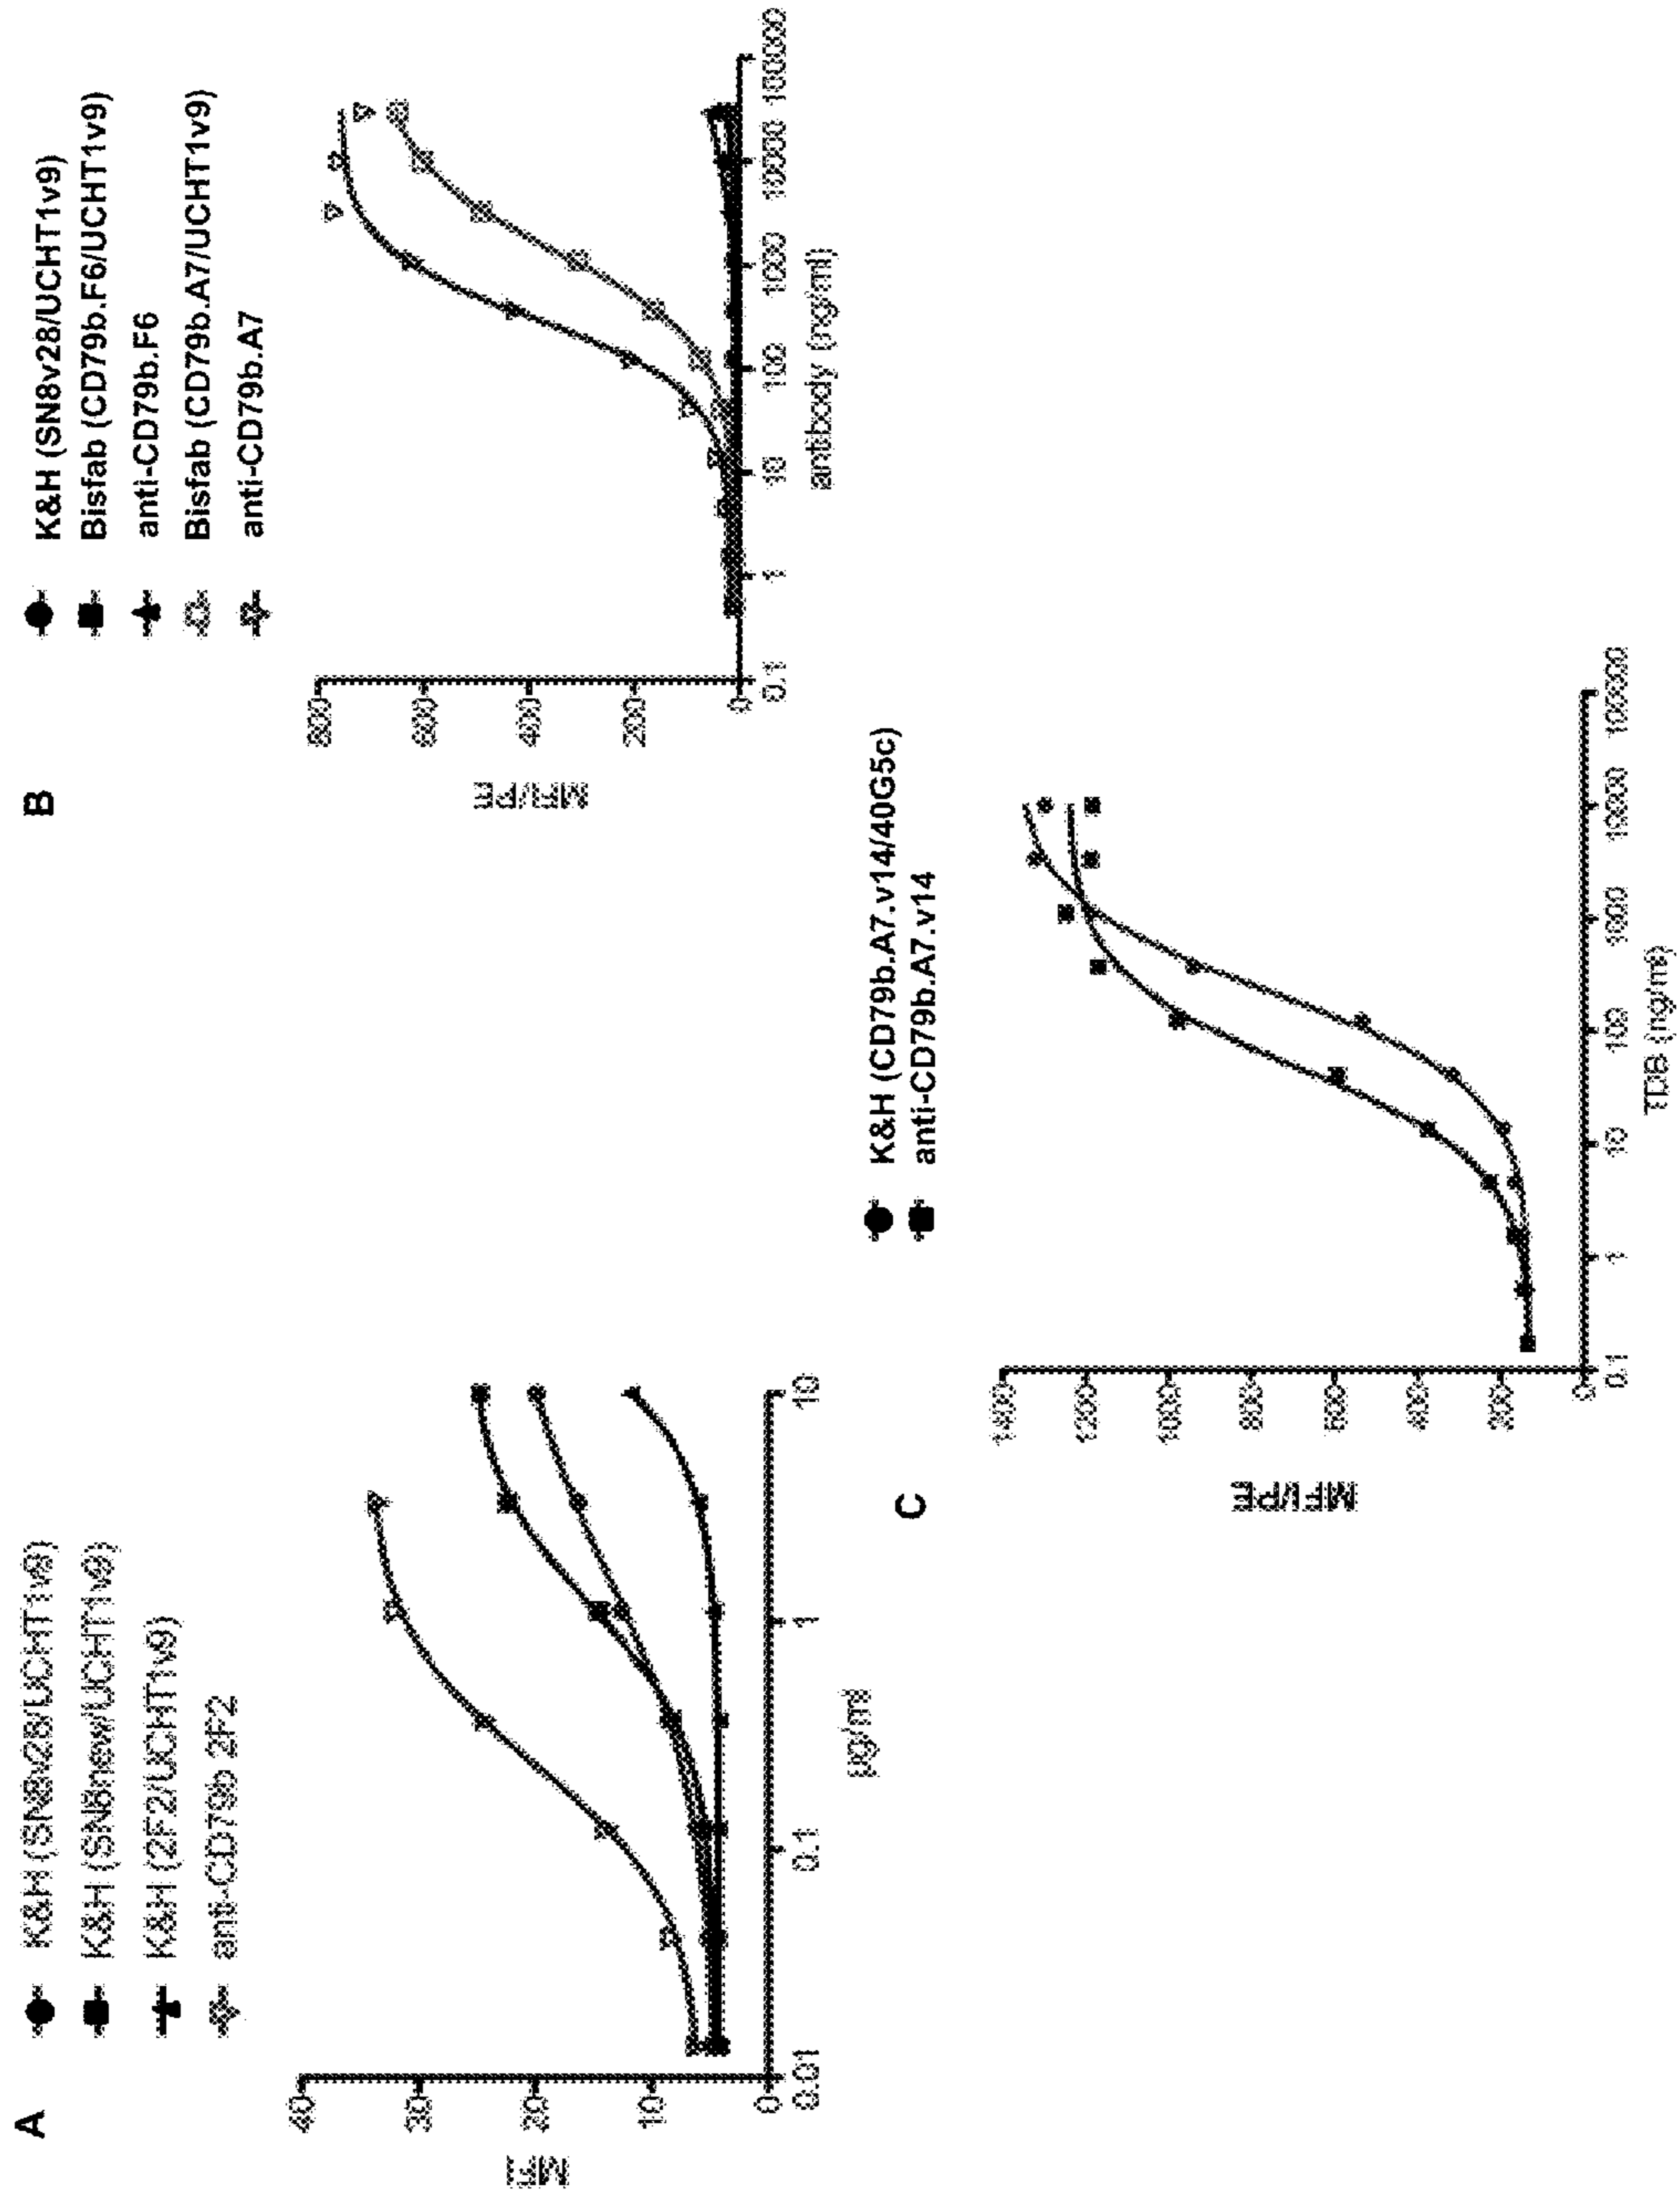 A
K&H (SN8v28/UCHT1v9)
K&H (SN8new/UCHT1v9)
K&H (2F2/UCHT1v9)
anti-CD79b 2F2
MFI
40
30
20
10
0
0.01
0.1
1
10
µg/ml
B
K&H (SN8v28/UCHT1v9)
Bisfab (CD79b.F6/UCHT1v9)
anti-CD79b.F6
Bisfab (CD79b.A7/UCHT1v9)
anti-CD79b.A7
MFI/PE
800
600
400
200
0
0.1
1
10
100
1000
10000
100000
antibody (ng/ml)
C
K&H (CD79b.A7.v14/40G5c)
anti-CD79b.A7.v14
MFI/PE
1400
1200
1000
800
600
400
200
0
0.1
1
10
100
1000
10000
100000
TDB (ng/ml)